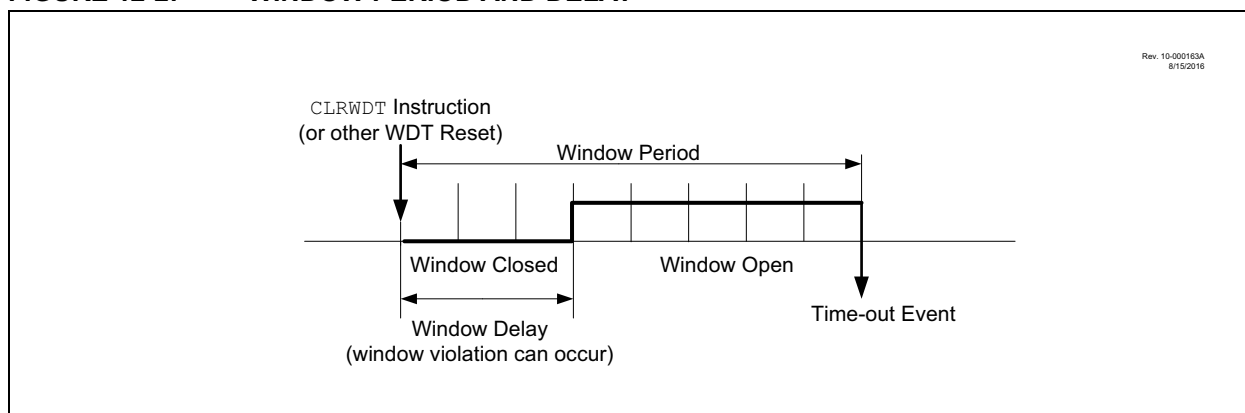 Rev. 10-000163A
8/15/2016
CLRWDT Instruction
(or other WDT Reset)
Window Period
Window Closed
Window Open
Window Delay
(window violation can occur)
Time-out Event